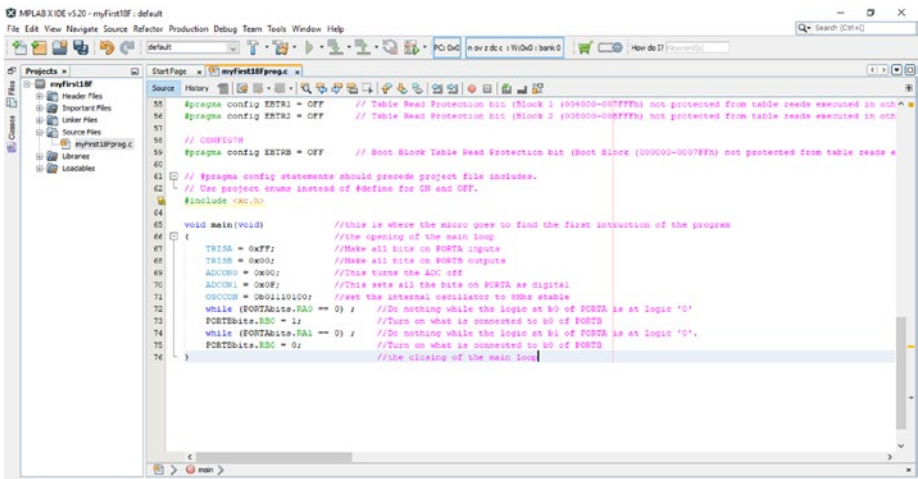 MPLAB X IDE v5.20 - myFirst18F : default
File Edit View Navigate Source Refactor Production Debug Team Tools Window Help
Search (Ctrl+I)
default
PC: 0x0
n ov z dc c : W:0x0 : bank 0
How do I? Keyword(s)
Projects
Files
Classes
myFirst18F
Header Files
Important Files
Linker Files
Source Files
myFirst18Fprog.c
Libraries
Loadables
Start Page
myFirst18Fprog.c
Source History
55 #pragma config EBTR1 = OFF // Table Read Protection bit (Block 1 (004000-007FFFh) not protected from table reads executed in oth
56 #pragma config EBTR2 = OFF // Table Read Protection bit (Block 2 (008000-00BFFFh) not protected from table reads executed in oth
57
58 // CONFIG7H
59 #pragma config EBTRB = OFF // Boot Block Table Read Protection bit (Boot Block (000000-0007FFh) not protected from table reads e
60
61 // #pragma config statements should precede project file includes.
62 // Use project enums instead of #define for ON and OFF.
#include <xc.h>
64
65 void main(void) //this is where the micro goes to find the first intruction of the program
66 { //the opening of the main loop
67 TRISA = 0xFF; //Make all bits on PORTA inputs
68 TRISB = 0x00; //Make all bits on PORTB outputs
69 ADCON0 = 0x00; //This turns the ADC off
70 ADCON1 = 0x0F; //This sets all the bits on PORTA as digital
71 OSCCON = 0b01110100; //set the internal oscillator to 8Mhz stable
72 while (PORTAbits.RA0 == 0) ; //Do nothing while the logic at b0 of PORTA is at logic '0'
73 PORTBbits.RB0 = 1; //Turn on what is connected to b0 of PORTB
74 while (PORTAbits.RA1 == 0) ; //Do nothing while the logic at b1 of PORTA is at logic '0'.
75 PORTBbits.RB0 = 0; //Turn on what is connected to b0 of PORTB
76 } //the closing of the main loop
main